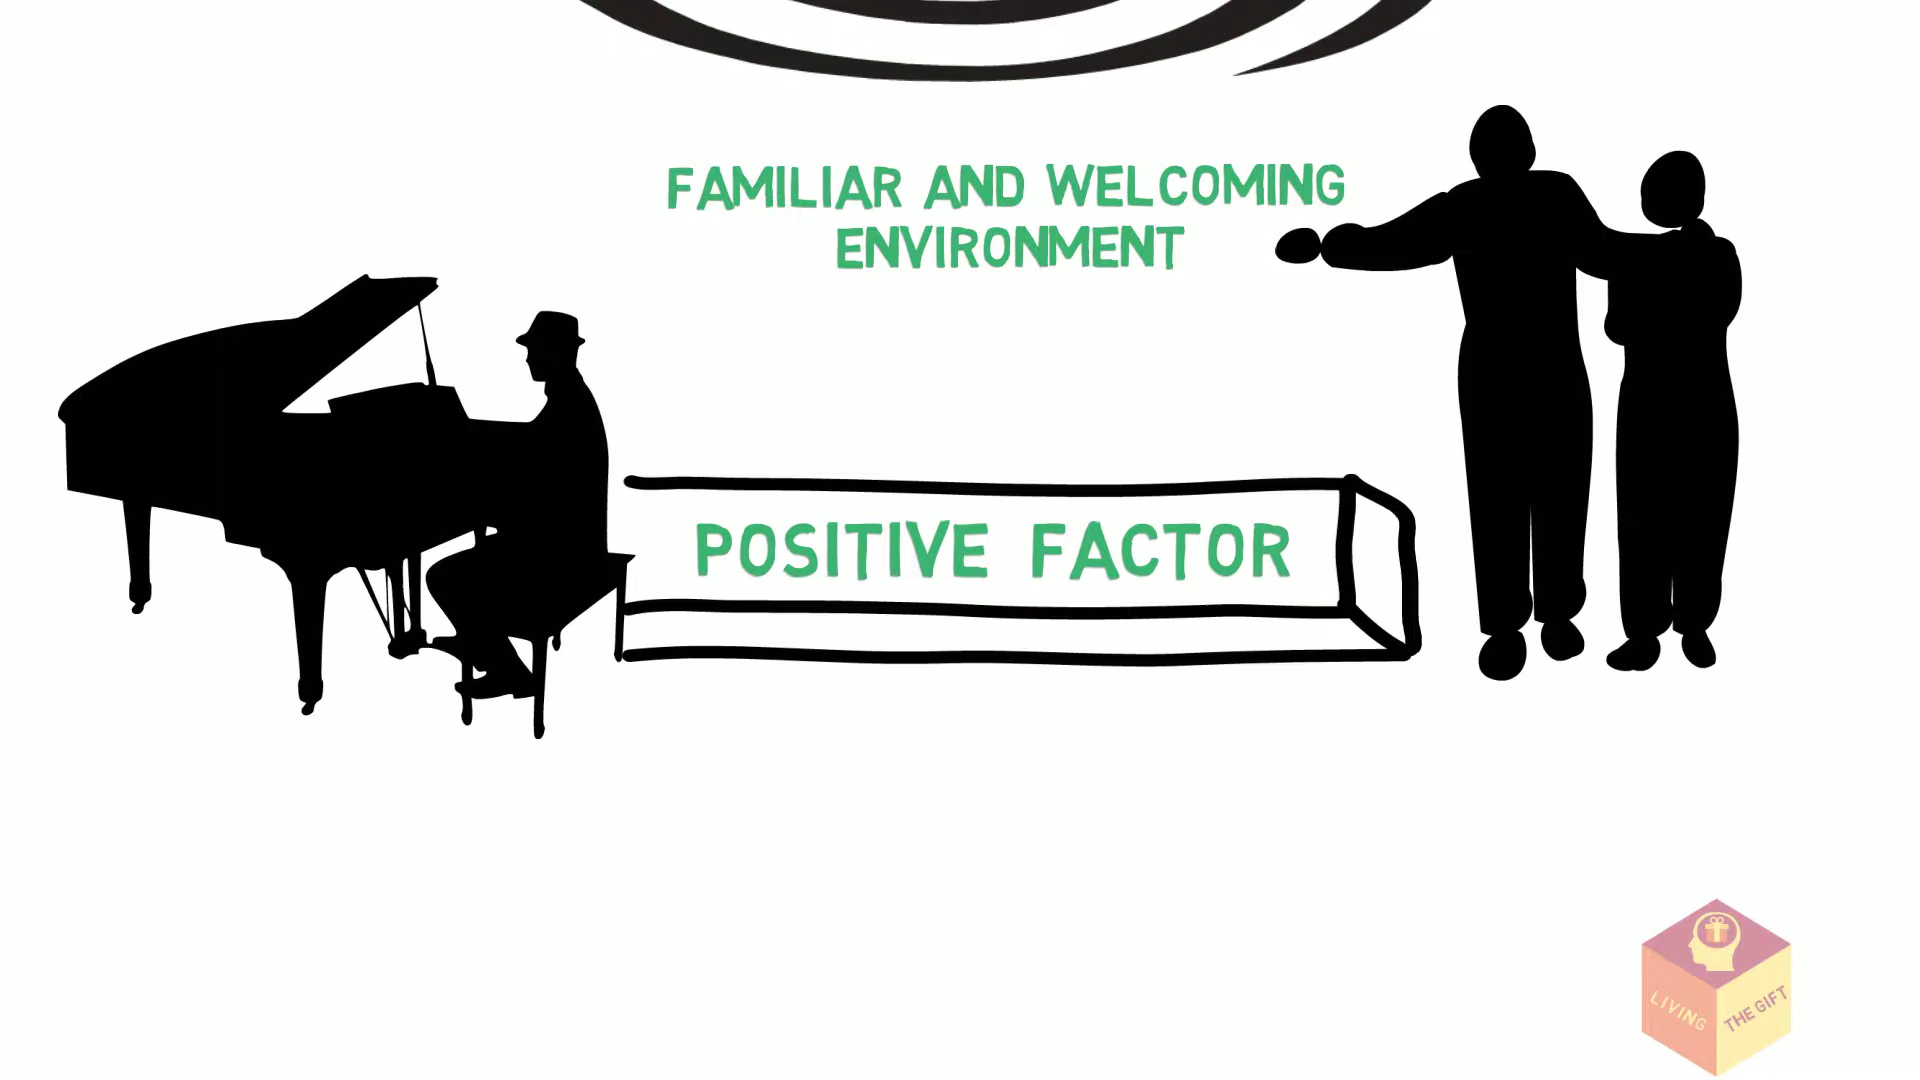 FAMILIAR AND WELCOMING
ENVIRONMENT
POSITIVE FACTOR
LIVING
THE GIFT